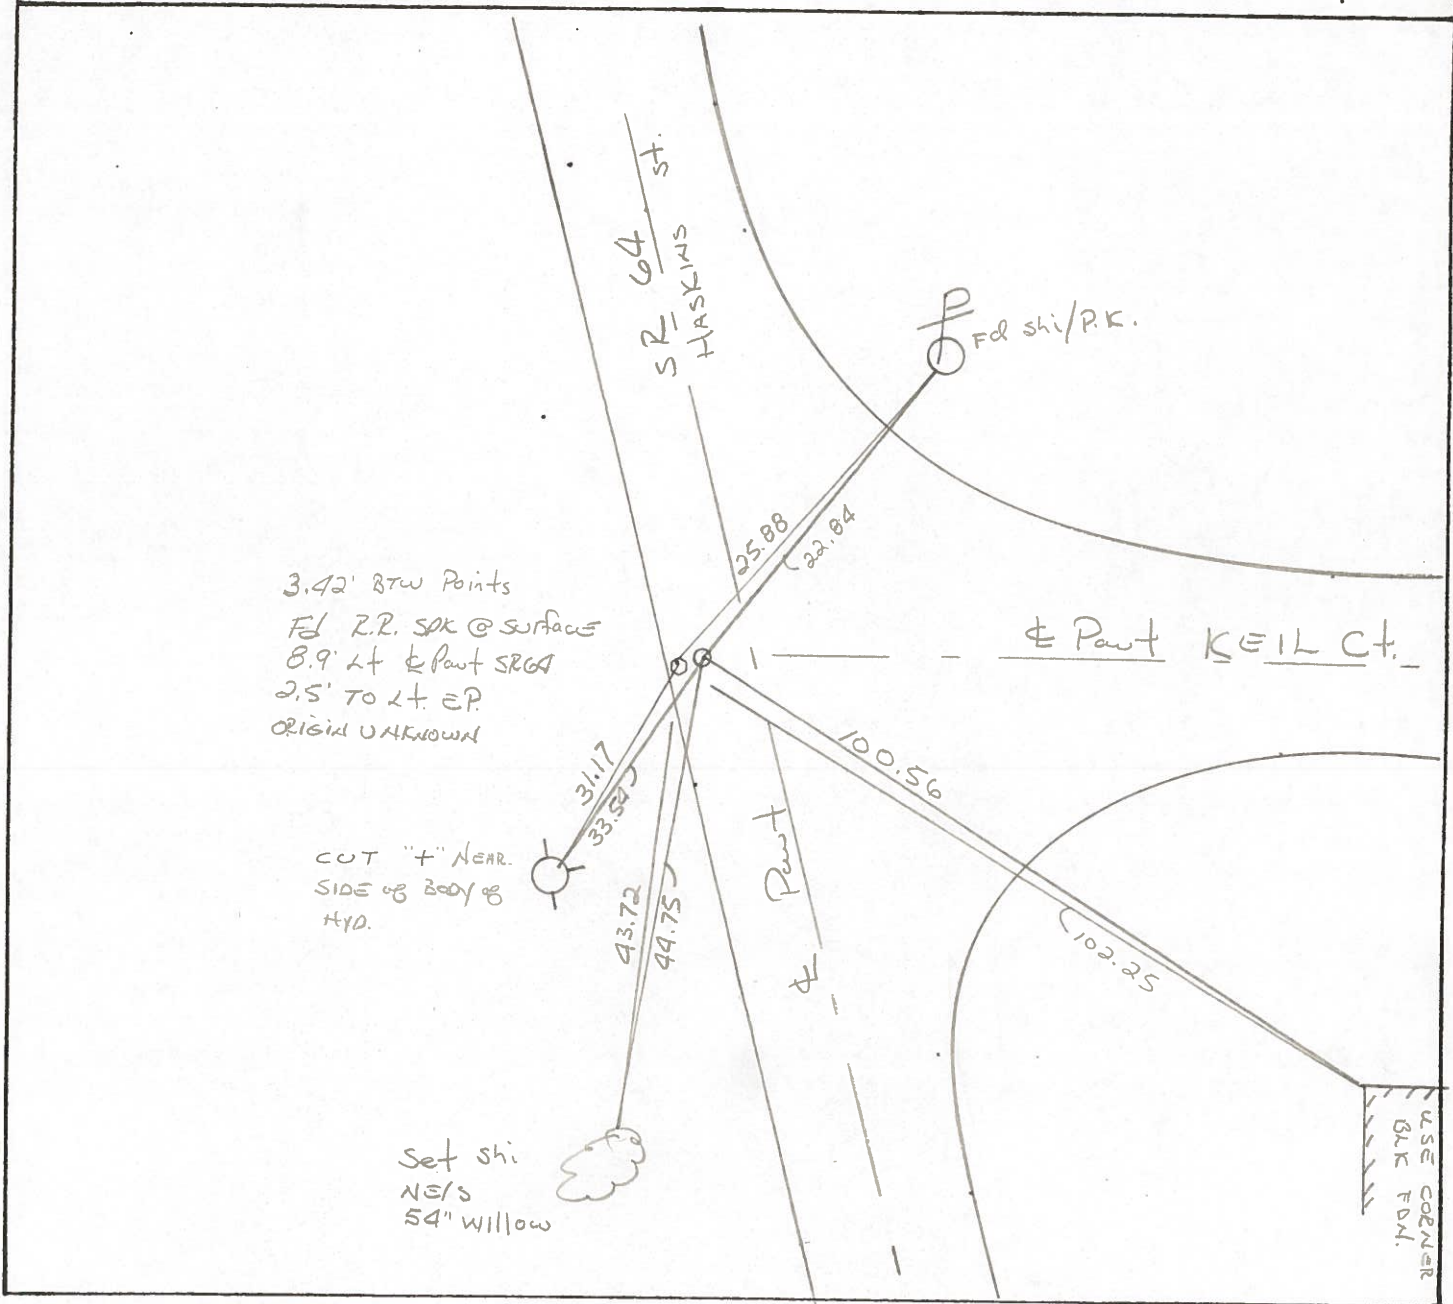 SR 64
HASKINS st.
Fd shi/P.K.
25.88
22.84
3.42' BTW Points
Fd R.R. SPK @ surface
8.9' Lt ℄ Pavt SR64
2.5' TO Lt. EP.
ORIGIN UNKNOWN
℄ Pavt KEIL Ct.
31.17
33.54
100.56
102.25
CUT "+" NEAR.
SIDE of BODY of
HYD.
43.72
44.75
℄ Pavt
Set shi
NE/S
54" Willow
USE CORNER
BLK FDN.